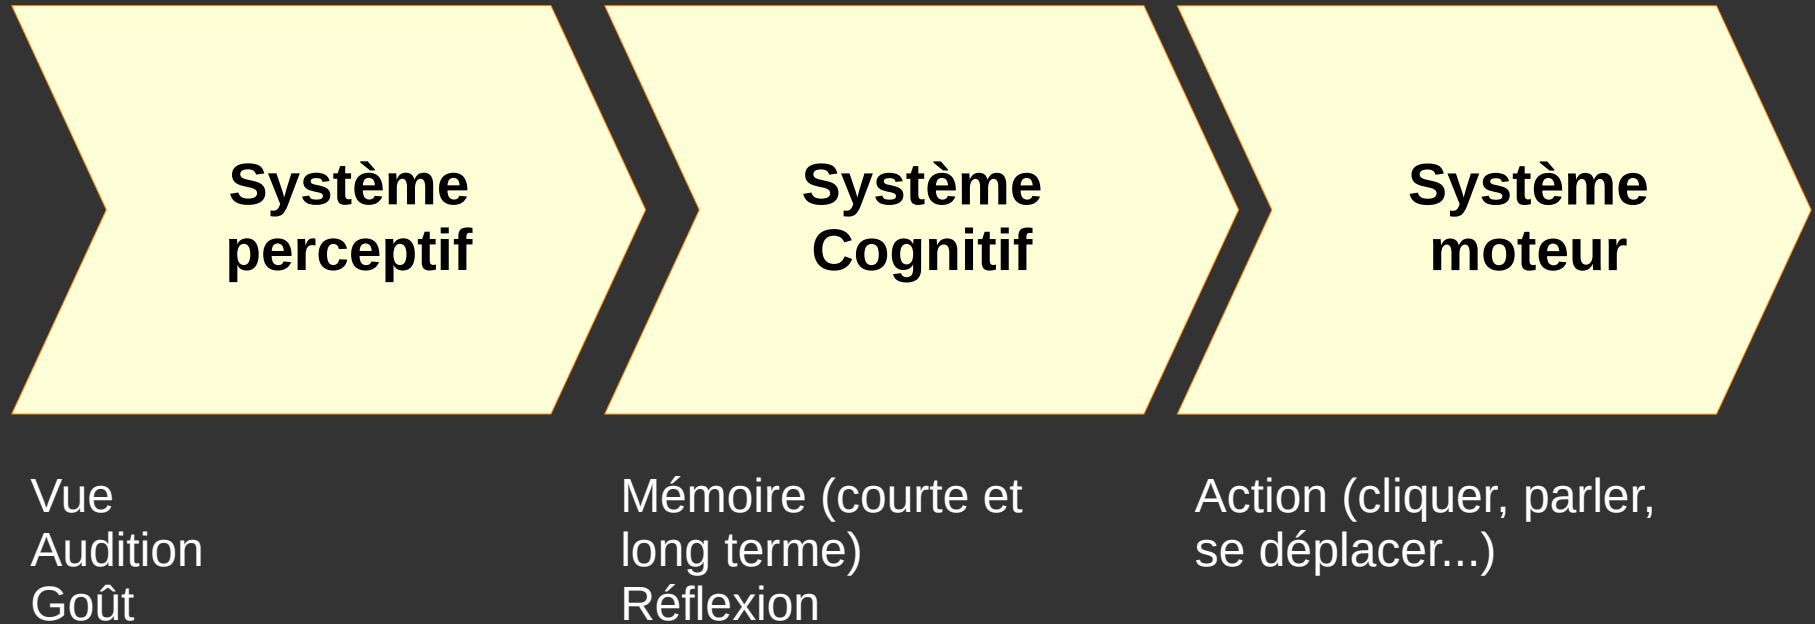 Système
perceptif
Système
Cognitif
Système
moteur
Vue
Audition
Goût
Mémoire (courte et
long terme)
Réflexion
Action (cliquer, parler,
se déplacer...)